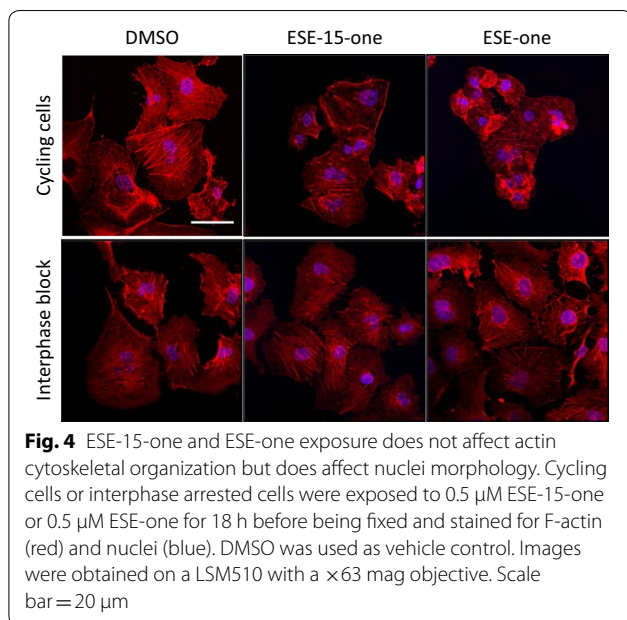 DMSO ESE-15-one ESE-one
Cycling cells
Interphase block
Fig. 4 ESE-15-one and ESE-one exposure does not affect actin
cytoskeletal organization but does affect nuclei morphology. Cycling
cells or interphase arrested cells were exposed to 0.5 μM ESE-15-one
or 0.5 μM ESE-one for 18 h before being fixed and stained for F-actin
(red) and nuclei (blue). DMSO was used as vehicle control. Images
were obtained on a LSM510 with a ×63 mag objective. Scale
bar = 20 μm